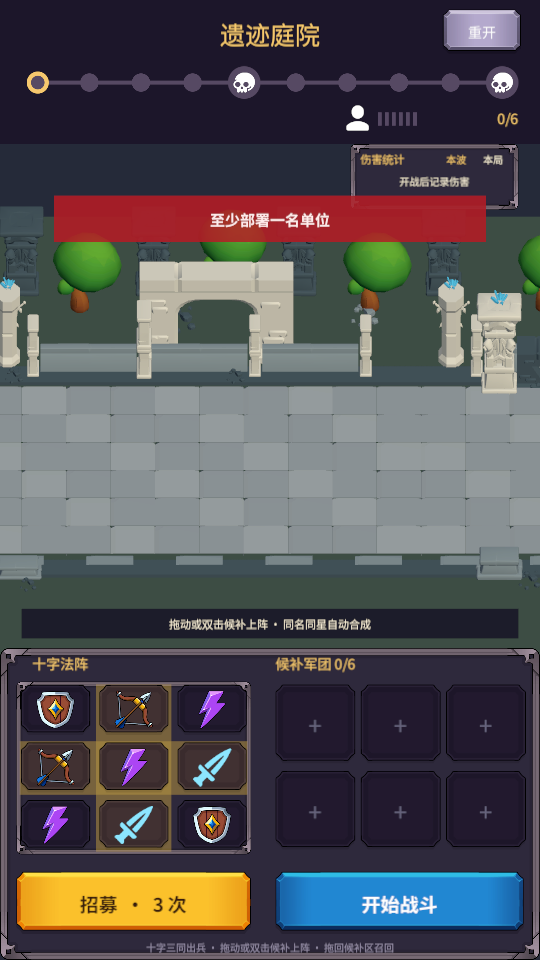 遗迹庭院
重开
0/6
伤害统计 本波 本局
开战后记录伤害
至少部署一名单位
拖动或双击候补上阵 · 同名同星自动合成
十字法阵
候补军团 0/6
招募 · 3 次
开始战斗
十字三同出兵 · 拖动或双击候补上阵 · 拖回候补区召回